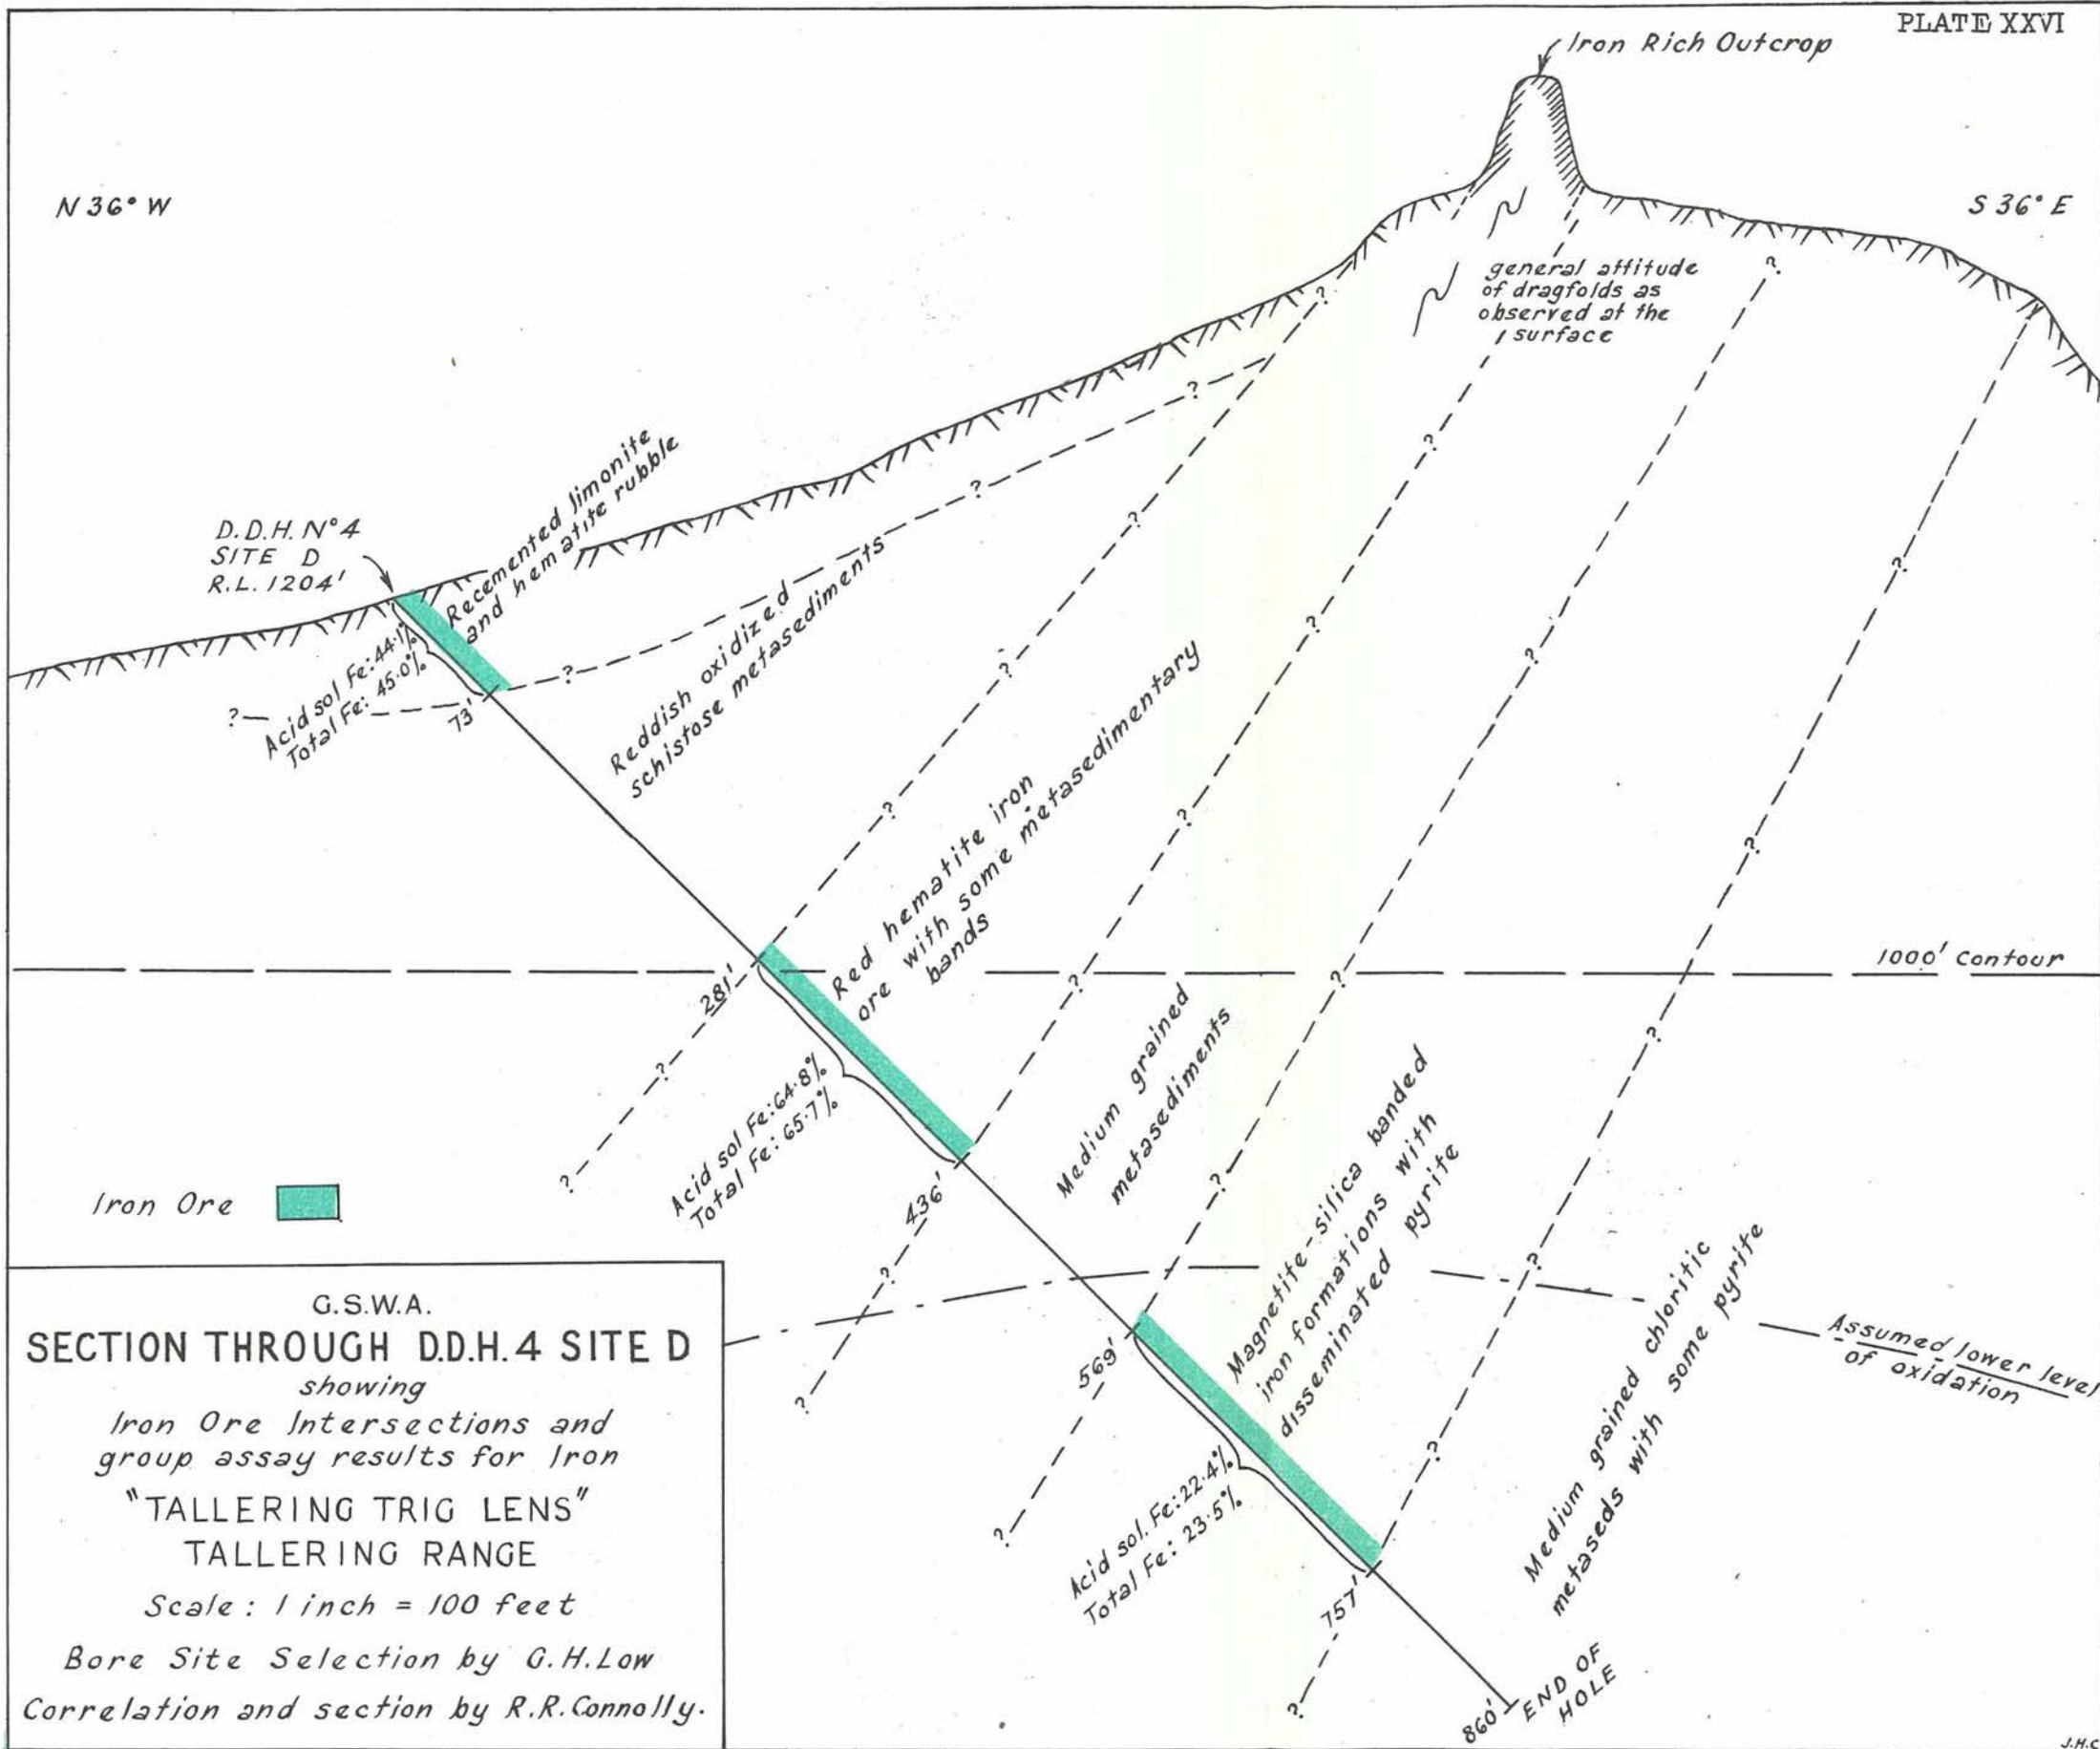 PLATE XXVI
Iron Rich Outcrop
N 36° W
S 36° E
general attitude
of dragfolds as
observed at the
surface
?
?
?
?
D.D.H. N° 4
SITE D
R.L. 1204'
Recemented limonite
and hematite rubble
Acid sol Fe: 44.1%
Total Fe: 45.0%
73'
?
?
?
Reddish oxidized
schistose metasediments
?
?
?
?
?
?
?
?
?
Red hematite iron
ore with some metasedimentary
bands
1000' Contour
281'
?
?
?
?
?
Acid sol Fe: 64.8%
Total Fe: 65.7%
436'
?
?
Medium grained
metasediments
?
Magnetite-silica banded
iron formations with
disseminated pyrite
?
569'
?
Acid sol. Fe: 22.4%
Total Fe: 23.5%
757'
?
?
Medium grained chloritic
metaseds with some pyrite
Assumed lower level
of oxidation
860'
END OF
HOLE
Iron Ore
G.S.W.A.
SECTION THROUGH D.D.H. 4 SITE D
showing
Iron Ore Intersections and
group assay results for Iron
"TALLERING TRIG LENS"
TALLERING RANGE
Scale: 1 inch = 100 feet
Bore Site Selection by G.H. Low
Correlation and section by R.R. Connolly.